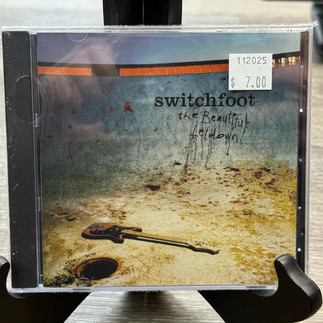 112025
$ 7.00
switchfoot
the Beautiful
letdown